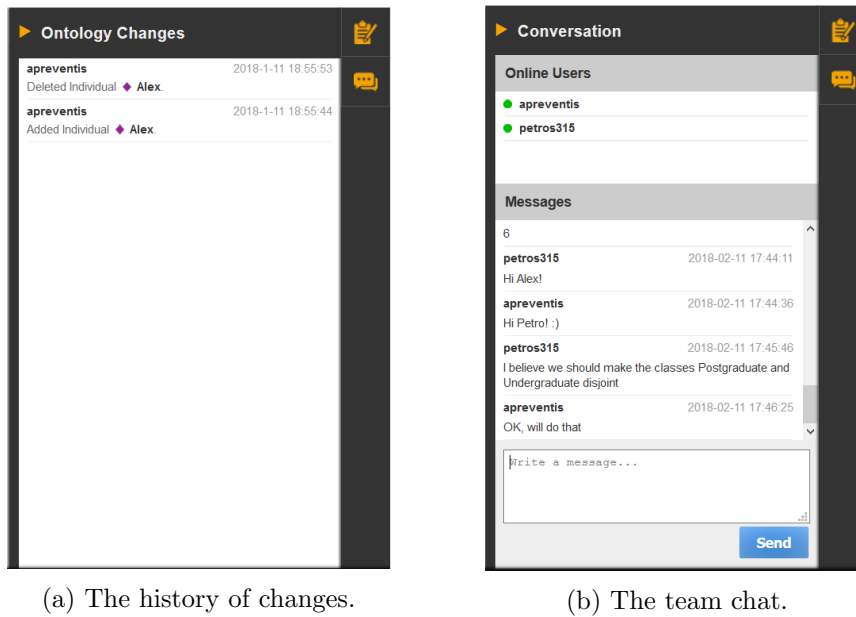 Ontology Changes
apreventis 2018-1-11 18:55:53
Deleted Individual ◆ Alex.
apreventis 2018-1-11 18:55:44
Added Individual ◆ Alex.
(a) The history of changes.
Conversation
Online Users
apreventis
petros315
Messages
6
petros315 2018-02-11 17:44:11
Hi Alex!
apreventis 2018-02-11 17:44:36
Hi Petro! :)
petros315 2018-02-11 17:45:46
I believe we should make the classes Postgraduate and
Undergraduate disjoint
apreventis 2018-02-11 17:46:25
OK, will do that
Write a message...
Send
(b) The team chat.